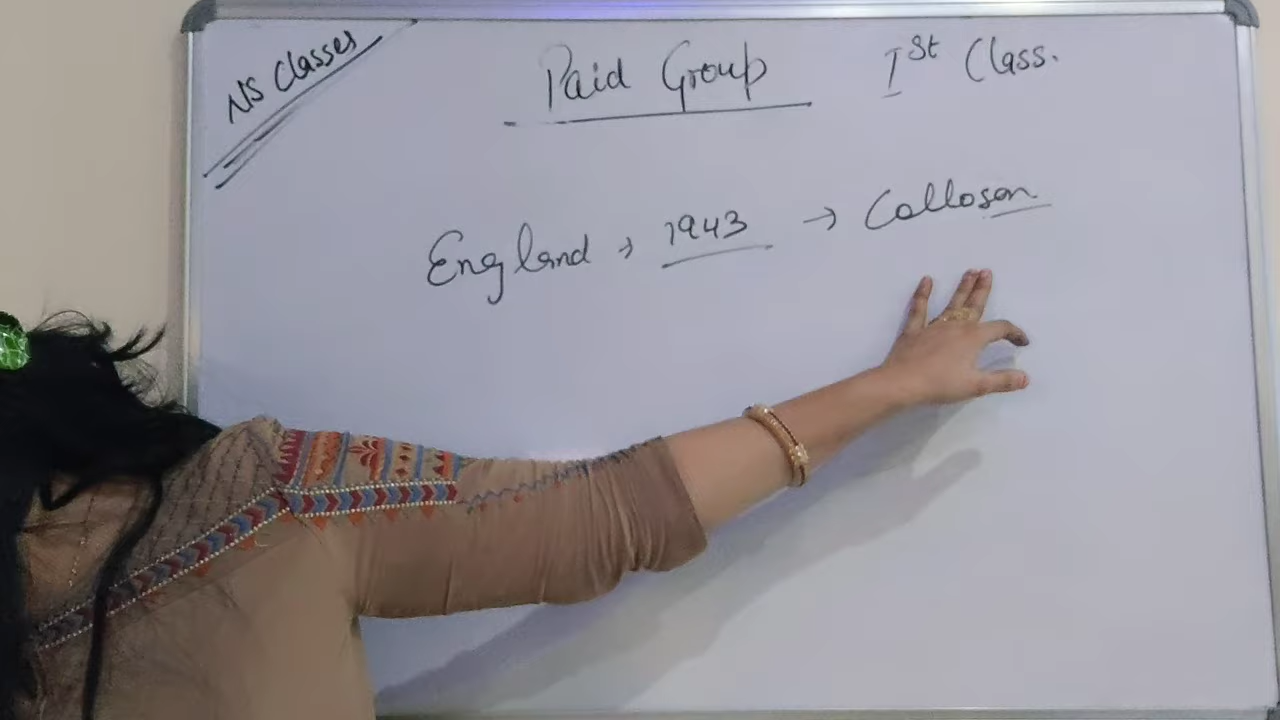 NS Classes
Paid Group
Ist Class.
England → 1943 → Colloson